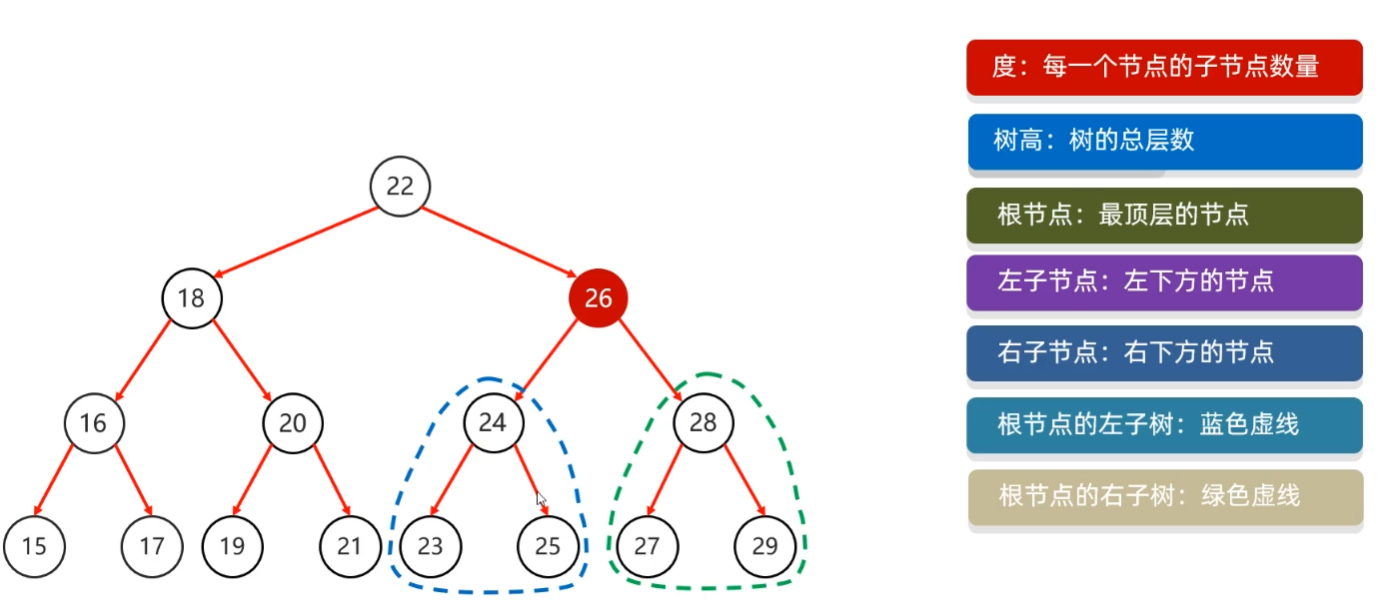 22
18
26
16
20
24
28
15
17
19
21
23
25
27
29
度：每一个节点的子节点数量
树高：树的总层数
根节点：最顶层的节点
左子节点：左下方的节点
右子节点：右下方的节点
根节点的左子树：蓝色虚线
根节点的右子树：绿色虚线